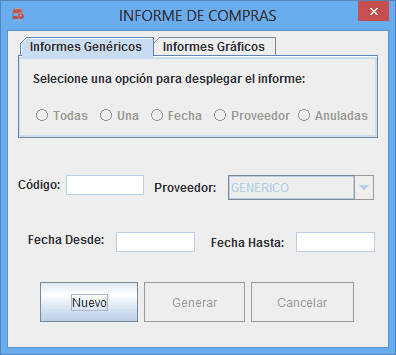 INFORME DE COMPRAS
Informes Genéricos Informes Gráficos
Selecione una opción para desplegar el informe:
Todas Una Fecha Proveedor Anuladas
Código: Proveedor: GENERICO
Fecha Desde: Fecha Hasta:
Nuevo Generar Cancelar